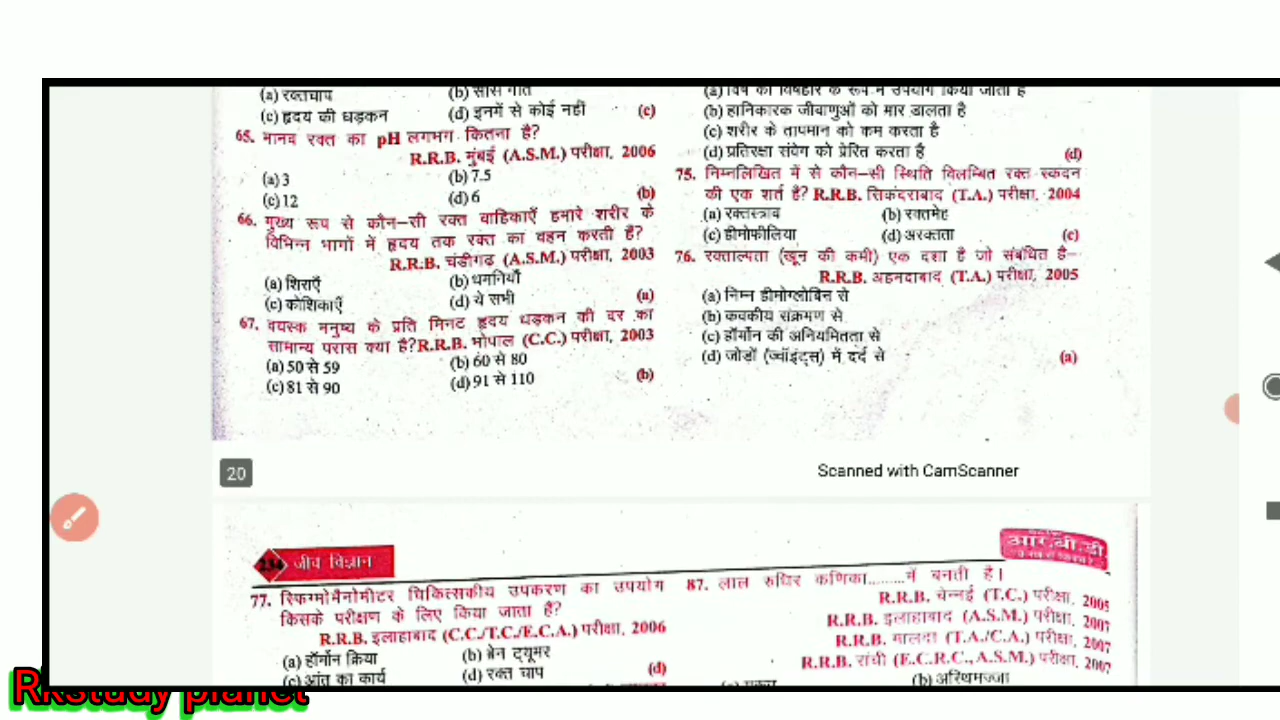 (a) रक्तचाप (b) सांस गति
(c) हृदय की धड़कन (d) इनमें से कोई नहीं (c)
65. मानव रक्त का pH लगभग कितना है?
R.R.B. मुंबई (A.S.M.) परीक्षा, 2006
(a) 3 (b) 7.5
(c) 12 (d) 6 (b)
66. मुख्य रूप से कौन-सी रक्त वाहिकाएँ हमारे शरीर के
विभिन्न भागों में हृदय तक रक्त का वहन करती है?
R.R.B. चंडीगढ़ (A.S.M.) परीक्षा, 2003
(a) शिराएँ (b) धमनियाँ
(c) कोशिकाएँ (d) ये सभी (a)
67. वयस्क मनुष्य के प्रति मिनट हृदय धड़कन की दर का
सामान्य परास क्या है? R.R.B. भोपाल (C.C.) परीक्षा, 2003
(a) 50 से 59 (b) 60 से 80
(c) 81 से 90 (d) 91 से 110 (b)
(a) विष को विषहार के रूप में उपयोग किया जाता है
(b) हानिकारक जीवाणुओं को मार डालता है
(c) शरीर के तापमान को कम करता है
(d) प्रतिरक्षा संवेग को प्रेरित करता है (d)
75. निम्नलिखित में से कौन-सी स्थिति विलम्बित रक्त स्कंदन
की एक शर्त है? R.R.B. सिकंदराबाद (T.A.) परीक्षा, 2004
(a) रक्तस्त्राव (b) रक्तमेह
(c) हीमोफीलिया (d) अरक्तता (c)
76. रक्ताल्पता (खून की कमी) एक दशा है जो संबंधित है-
R.R.B. अहमदाबाद (T.A.) परीक्षा, 2005
(a) निम्न हीमोग्लोबिन से
(b) कवकीय संक्रमण से
(c) हॉर्मोन की अनियमितता से
(d) जोडों (ज्वॉइंट्स) में दर्द से (a)
20
Scanned with CamScanner
जीव विज्ञान
आर.बी.डी.
77. स्फिग्मोमैनोमीटर चिकित्सकीय उपकरण का उपयोग
किसके परीक्षण के लिए किया जाता है?
R.R.B. इलाहाबाद (C.C./T.C./E.C.A.) परीक्षा, 2006
(a) हॉर्मोन क्रिया (b) ब्रेन ट्यूमर
(c) आंत का कार्य (d) रक्त चाप (d)
87. लाल रुधिर कणिका.........में बनती है।
R.R.B. चेन्नई (T.C.) परीक्षा, 2005
R.R.B. इलाहाबाद (A.S.M.) परीक्षा, 2007
R.R.B. मालदा (T.A./C.A.) परीक्षा, 2007
R.R.B. रांची (E.C.R.C., A.S.M.) परीक्षा, 2007
(b) अस्थिमज्जा
Rkstudy planet